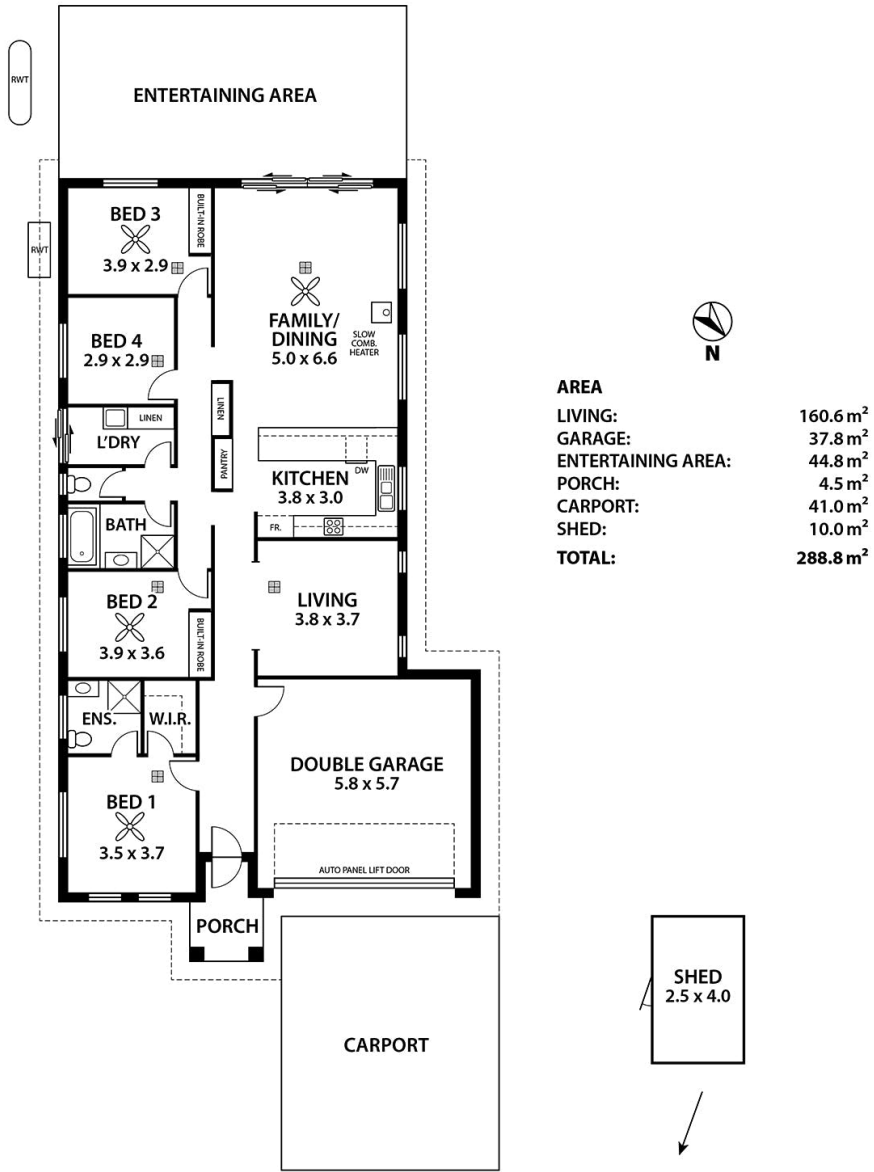 ENTERTAINING AREA
RWT
BED 3
3.9 x 2.9
BUILT-IN ROBE
RWT
BED 4
2.9 x 2.9
FAMILY/
DINING
5.0 x 6.6
SLOW
COMB.
HEATER
LINEN
L'DRY
LINEN
PANTRY
DW
KITCHEN
3.8 x 3.0
FR.
BATH
BED 2
3.9 x 3.6
BUILT-IN ROBE
LIVING
3.8 x 3.7
ENS.
W.I.R.
DOUBLE GARAGE
5.8 x 5.7
BED 1
3.5 x 3.7
AUTO PANEL LIFT DOOR
PORCH
CARPORT
N
AREA
LIVING: 160.6 m²
GARAGE: 37.8 m²
ENTERTAINING AREA: 44.8 m²
PORCH: 4.5 m²
CARPORT: 41.0 m²
SHED: 10.0 m²
TOTAL: 288.8 m²
SHED
2.5 x 4.0